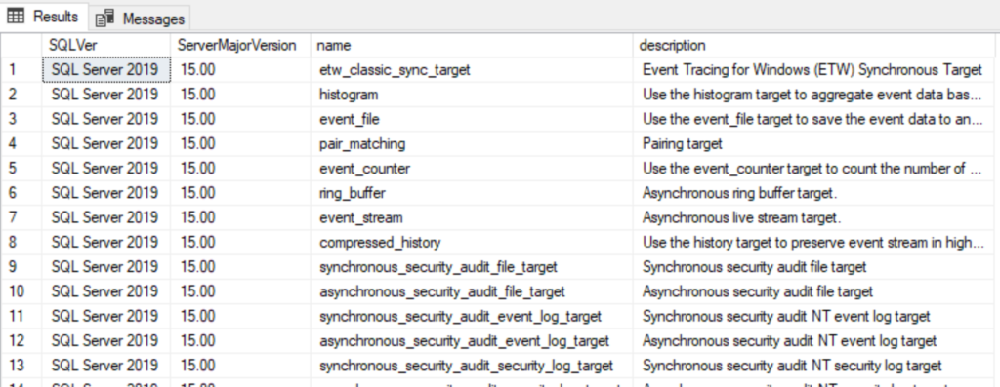 Results Messages
SQLVer ServerMajorVersion name description
1 SQL Server 2019 15.00 etw_classic_sync_target Event Tracing for Windows (ETW) Synchronous Target
2 SQL Server 2019 15.00 histogram Use the histogram target to aggregate event data bas...
3 SQL Server 2019 15.00 event_file Use the event_file target to save the event data to an...
4 SQL Server 2019 15.00 pair_matching Pairing target
5 SQL Server 2019 15.00 event_counter Use the event_counter target to count the number of ...
6 SQL Server 2019 15.00 ring_buffer Asynchronous ring buffer target.
7 SQL Server 2019 15.00 event_stream Asynchronous live stream target.
8 SQL Server 2019 15.00 compressed_history Use the history target to preserve event stream in high...
9 SQL Server 2019 15.00 synchronous_security_audit_file_target Synchronous security audit file target
10 SQL Server 2019 15.00 asynchronous_security_audit_file_target Asynchronous security audit file target
11 SQL Server 2019 15.00 synchronous_security_audit_event_log_target Synchronous security audit NT event log target
12 SQL Server 2019 15.00 asynchronous_security_audit_event_log_target Asynchronous security audit NT event log target
13 SQL Server 2019 15.00 synchronous_security_audit_security_log_target Synchronous security audit NT security log target